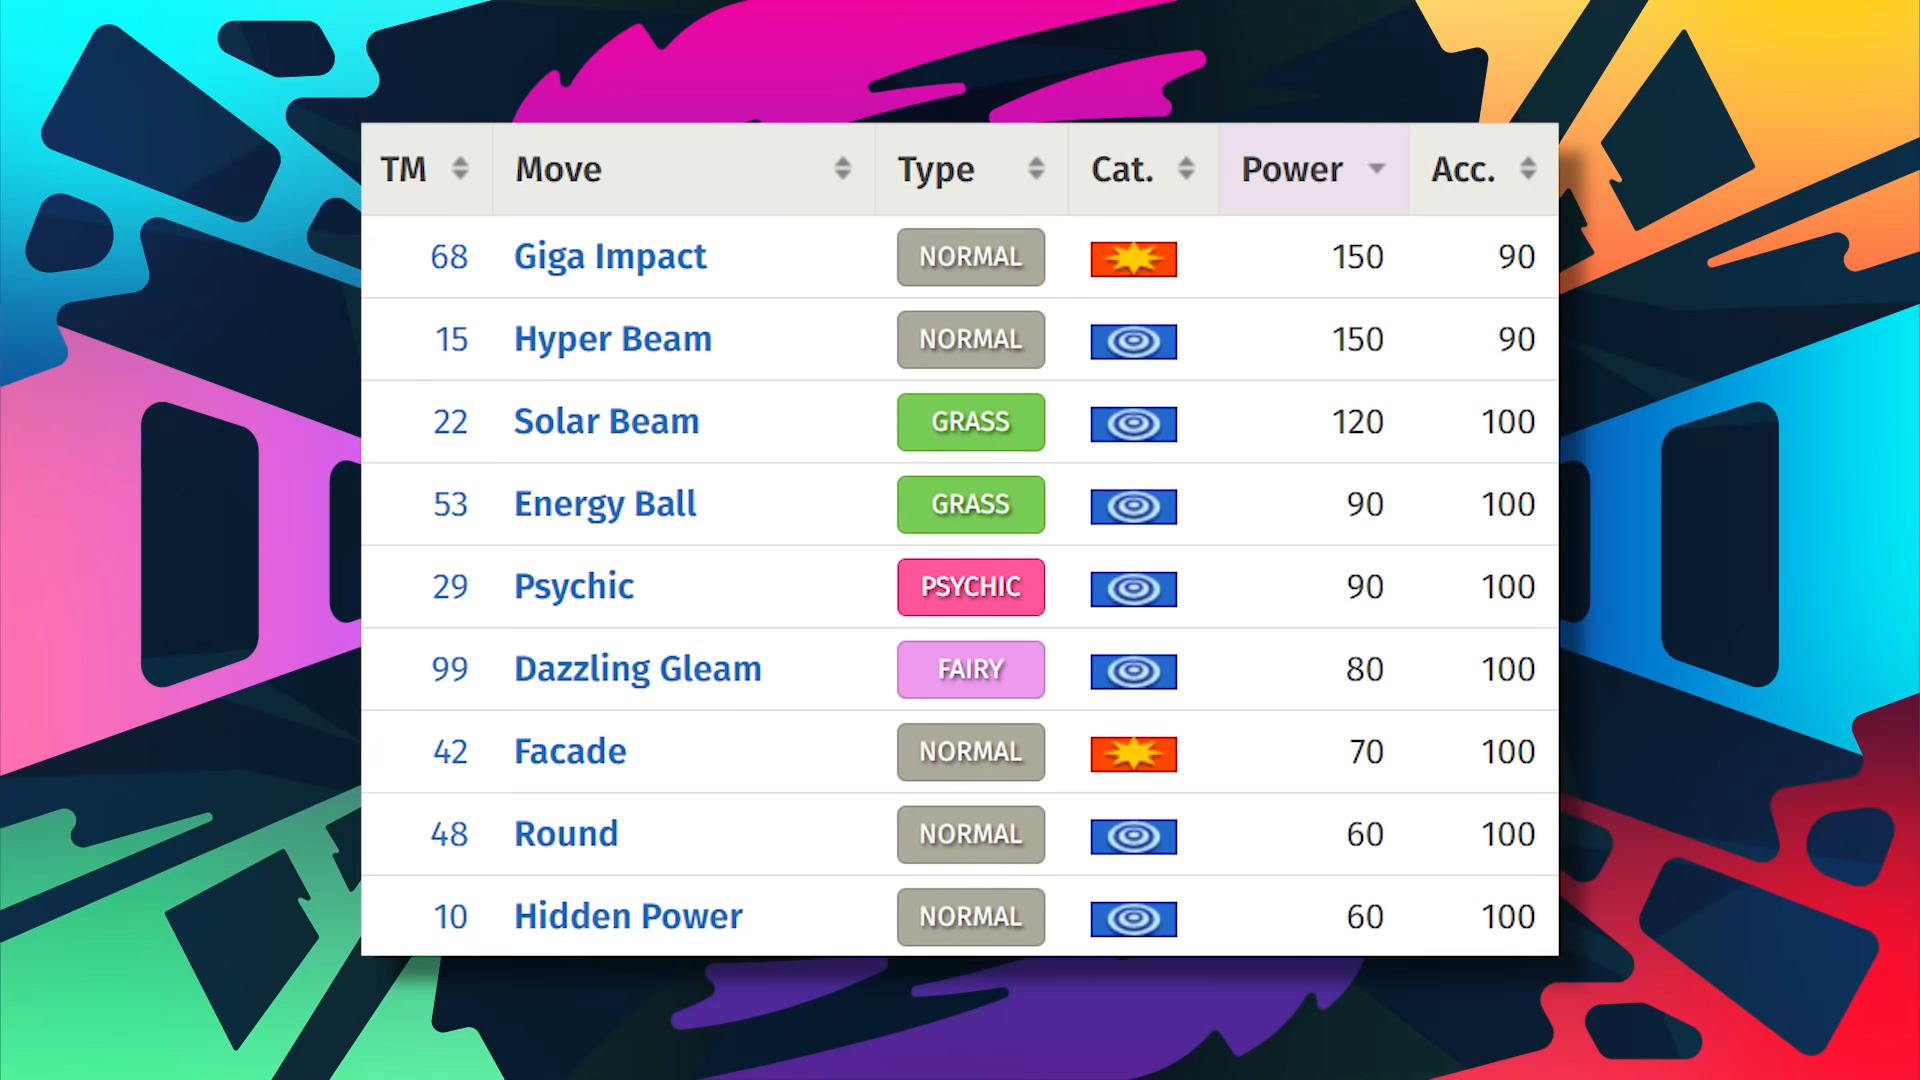 TM Move Type Cat. Power Acc.
68 Giga Impact NORMAL 150 90
15 Hyper Beam NORMAL 150 90
22 Solar Beam GRASS 120 100
53 Energy Ball GRASS 90 100
29 Psychic PSYCHIC 90 100
99 Dazzling Gleam FAIRY 80 100
42 Facade NORMAL 70 100
48 Round NORMAL 60 100
10 Hidden Power NORMAL 60 100